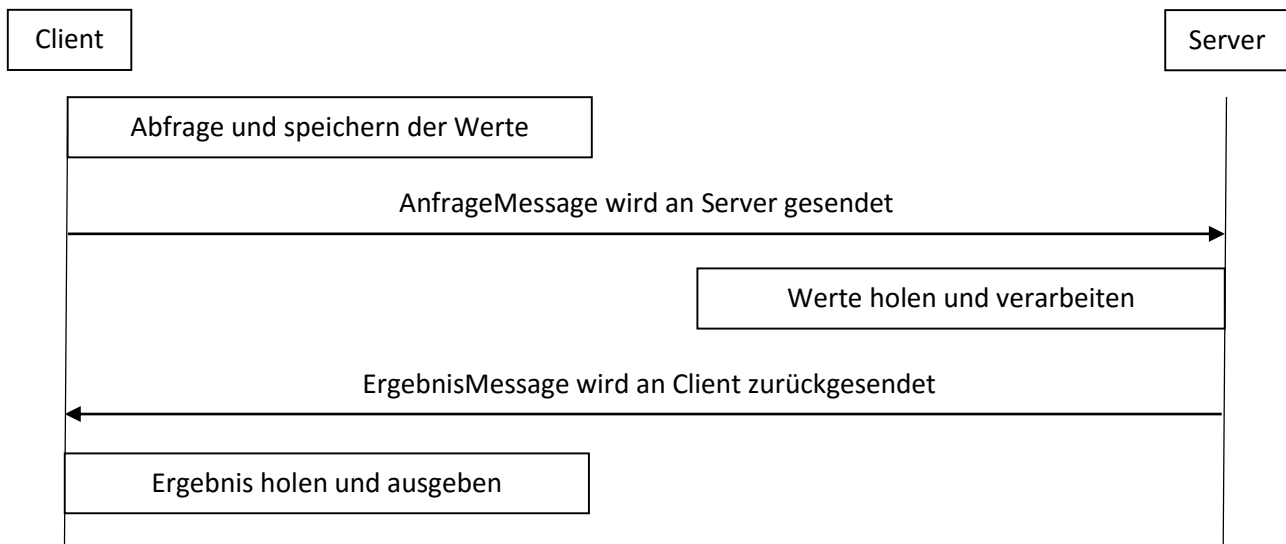 Client
Server
Abfrage und speichern der Werte
AnfrageMessage wird an Server gesendet
Werte holen und verarbeiten
ErgebnisMessage wird an Client zurückgesendet
Ergebnis holen und ausgeben